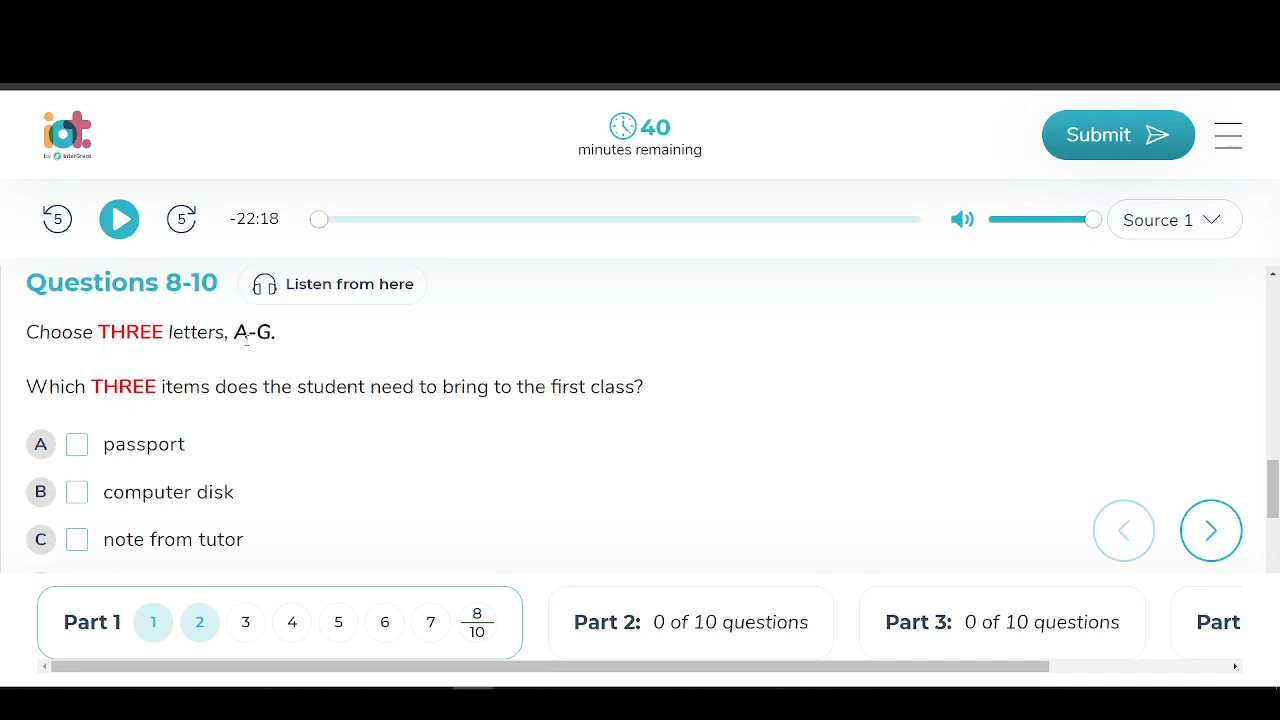 iot.
by InterGreat
40
minutes remaining
Submit
5
5
-22:18
Source 1
Questions 8-10
Listen from here
Choose THREE letters, A-G.
Which THREE items does the student need to bring to the first class?
A passport
B computer disk
C note from tutor
Part 1 1 2 3 4 5 6 7 8/10
Part 2: 0 of 10 questions
Part 3: 0 of 10 questions
Part